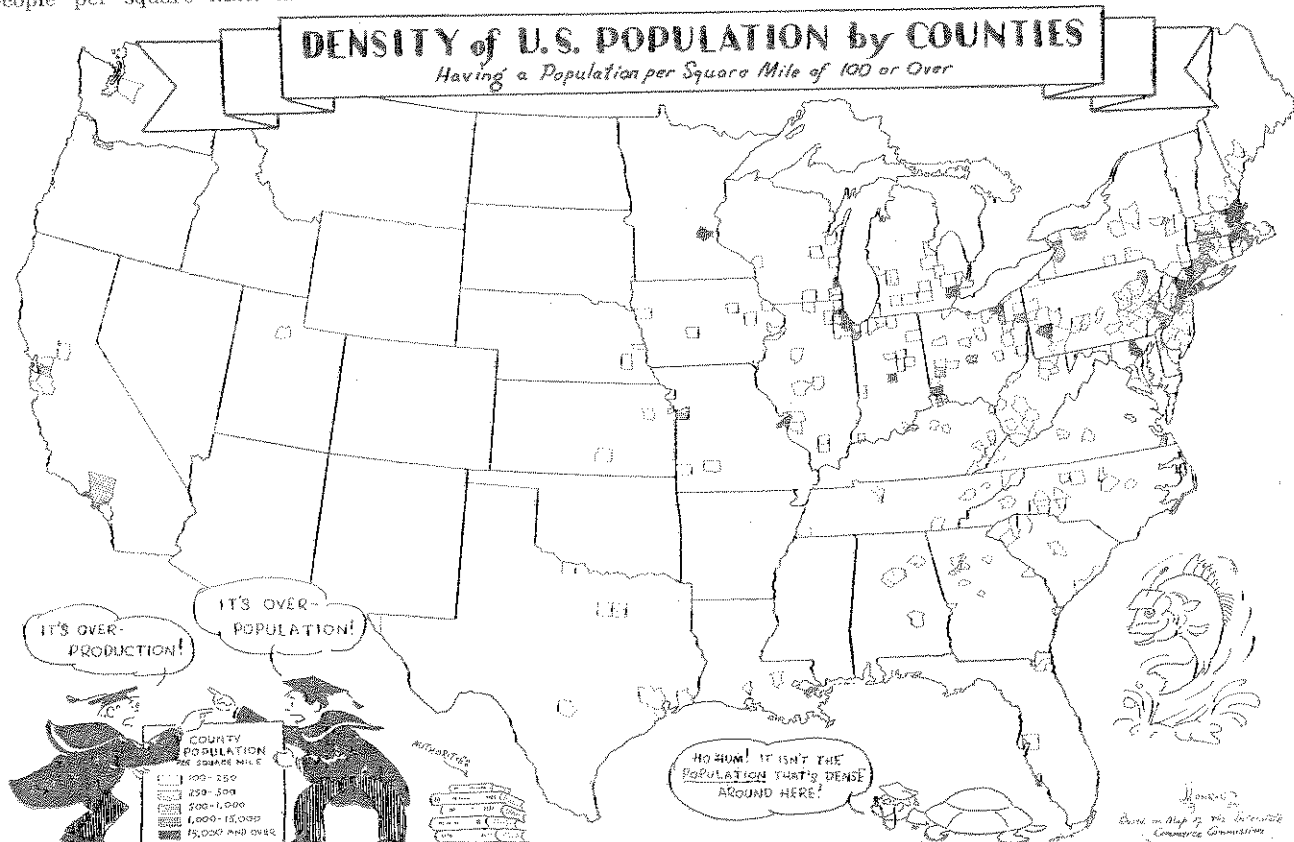 people per square mile.
DENSITY of U.S. POPULATION by COUNTIES
Having a Population per Square Mile of 100 or Over
IT'S OVER-
PRODUCTION!
IT'S OVER-
POPULATION!
COUNTY
POPULATION
PER SQUARE MILE
100-250
250-500
500-1,000
1,000-15,000
15,000 AND OVER
AUTHORITIES
HO HUM! IT ISN'T THE
POPULATION THAT'S DENSE
AROUND HERE!
Based on Map of the Interstate
Commerce Commission